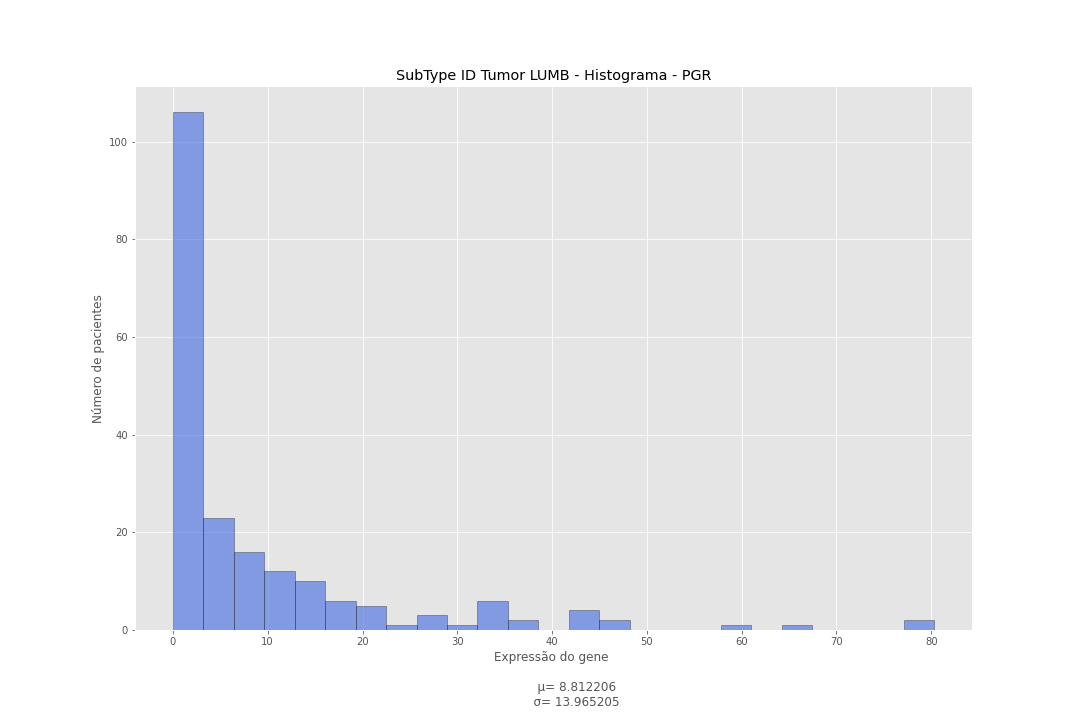 SubType ID Tumor LUMB - Histograma - PGR
100
80
60
40
20
0
Número de pacientes
0 10 20 30 40 50 60 70 80
Expressão do gene
μ= 8.812206
σ= 13.965205